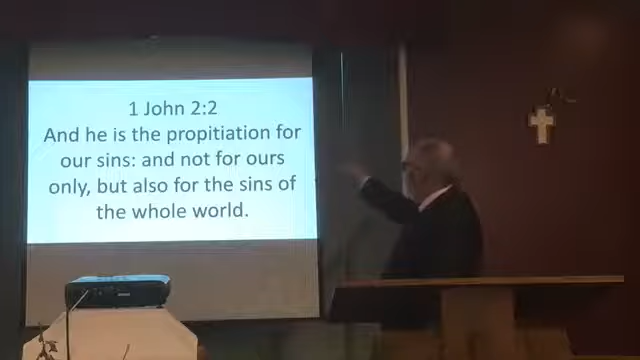 1 John 2:2
And he is the propitiation for
our sins: and not for ours
only, but also for the sins of
the whole world.